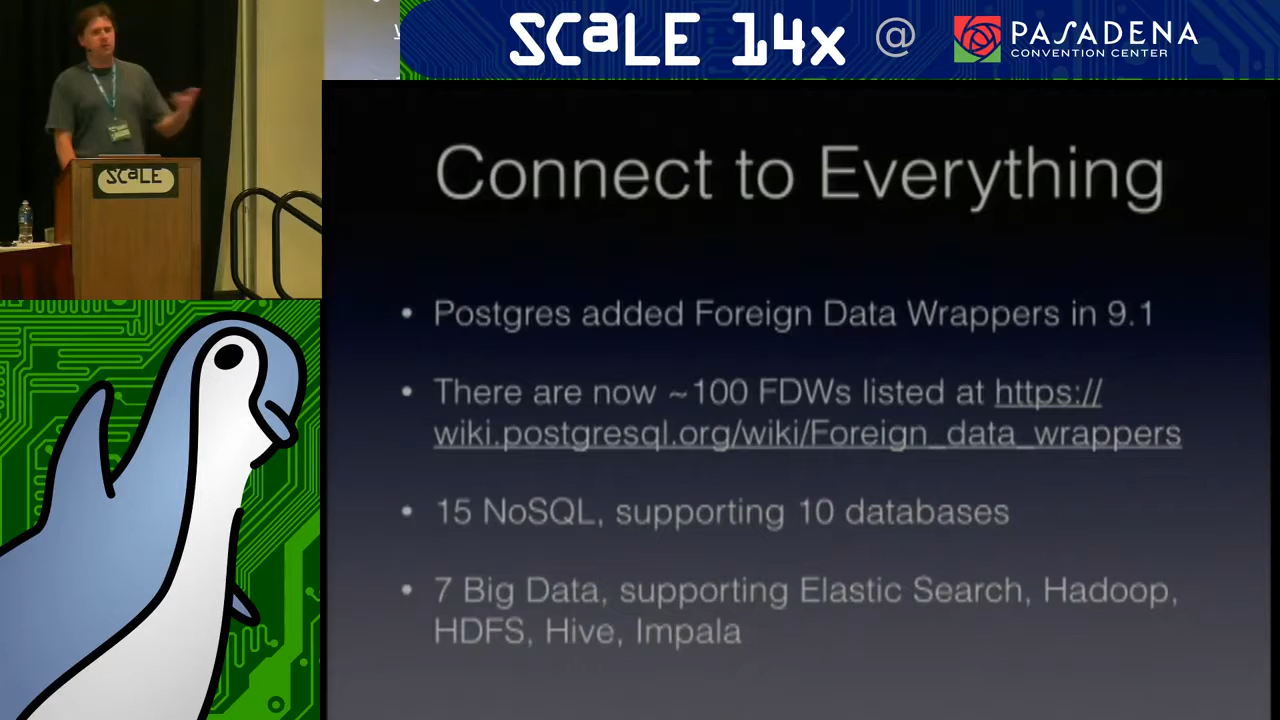 SCaLE 14x @ PASADENA
CONVENTION CENTER
SCaLE
Connect to Everything
• Postgres added Foreign Data Wrappers in 9.1
• There are now ~100 FDWs listed at https://
wiki.postgresql.org/wiki/Foreign_data_wrappers
• 15 NoSQL, supporting 10 databases
• 7 Big Data, supporting Elastic Search, Hadoop,
HDFS, Hive, Impala